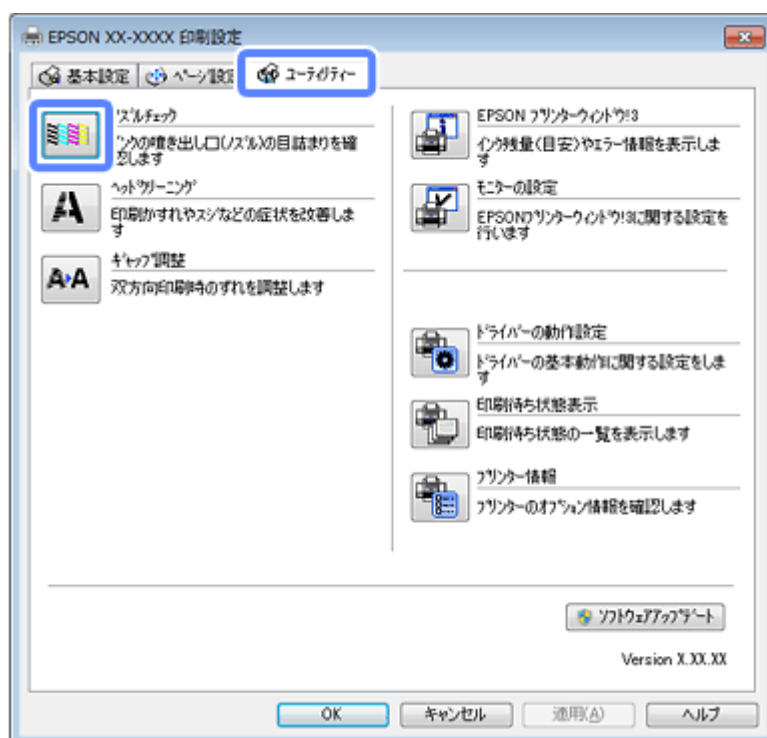 EPSON XX-XXXX 印刷設定
基本設定
ページ設定
ユーティリティー
ノズルチェック
インクの噴き出し口(ノズル)の目詰まりを確
認します
ヘッドクリーニング
印刷かすれやスジなどの症状を改善しま
す
ギャップ調整
双方向印刷時のずれを調整します
EPSON プリンターウィンドウ!3
インク残量(目安)やエラー情報を表示しま
す
モニターの設定
EPSONプリンターウィンドウ!3に関する設定を
行います
ドライバーの動作設定
ドライバーの基本動作に関する設定をしま
す
印刷待ち状態表示
印刷待ち状態の一覧を表示します
プリンター情報
プリンターのオプション情報を確認します
ソフトウェアアップデート
Version X.XX.XX
OK
キャンセル
適用(A)
ヘルプ